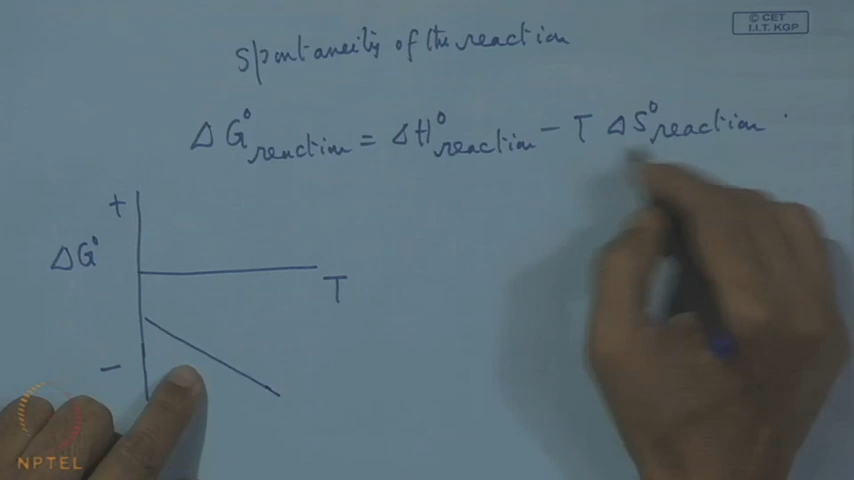 © CET
I.I.T. KGP
Spontaneity of the reaction
ΔG°reaction = ΔH°reaction - T ΔS°reaction.
+
ΔG°
T
-
NPTEL